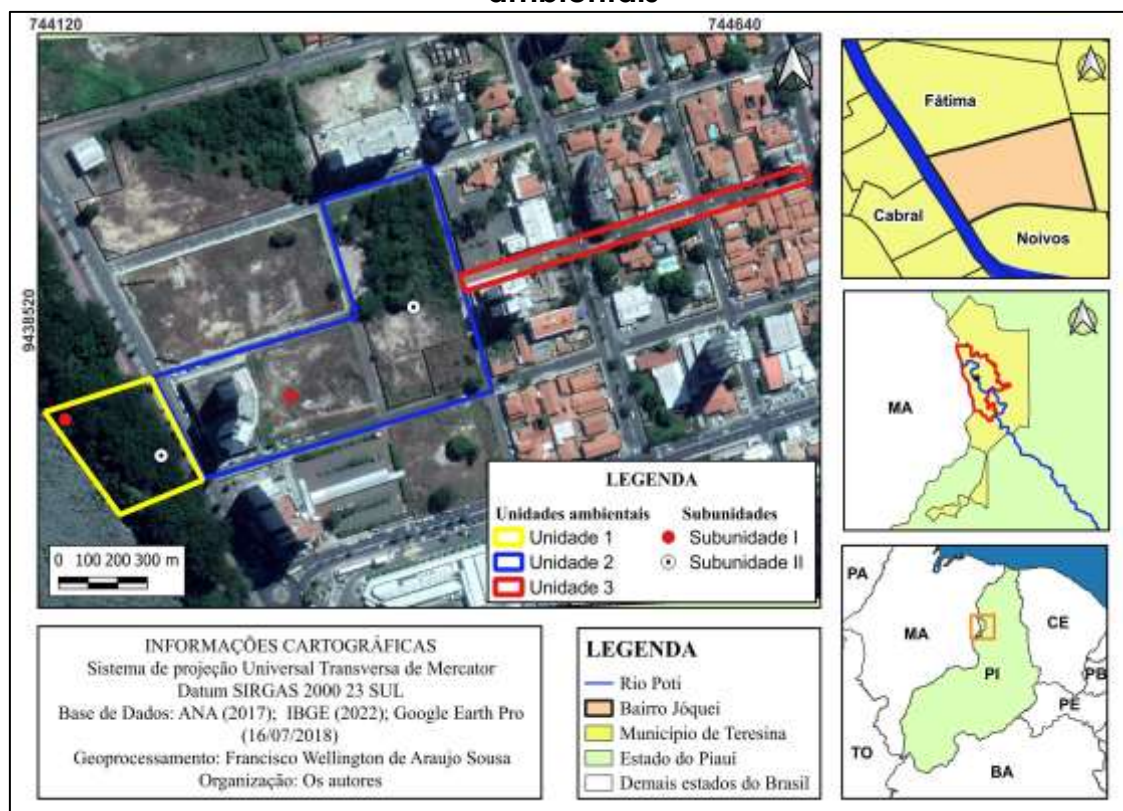 ambientais
744120
744640
9438520
0 100 200 300 m
LEGENDA
Unidades ambientais
Unidade 1
Unidade 2
Unidade 3
Subunidades
Subunidade I
Subunidade II
Fátima
Cabral
Noivos
MA
PA
MA
CE
PI
PB
PE
TO
BA
INFORMAÇÕES CARTOGRÁFICAS
Sistema de projeção Universal Transversa de Mercator
Datum SIRGAS 2000 23 SUL
Base de Dados: ANA (2017); IBGE (2022); Google Earth Pro
(16/07/2018)
Geoprocessamento: Francisco Wellington de Araujo Sousa
Organização: Os autores
LEGENDA
Rio Poti
Bairro Jóquei
Município de Teresina
Estado do Piauí
Demais estados do Brasil